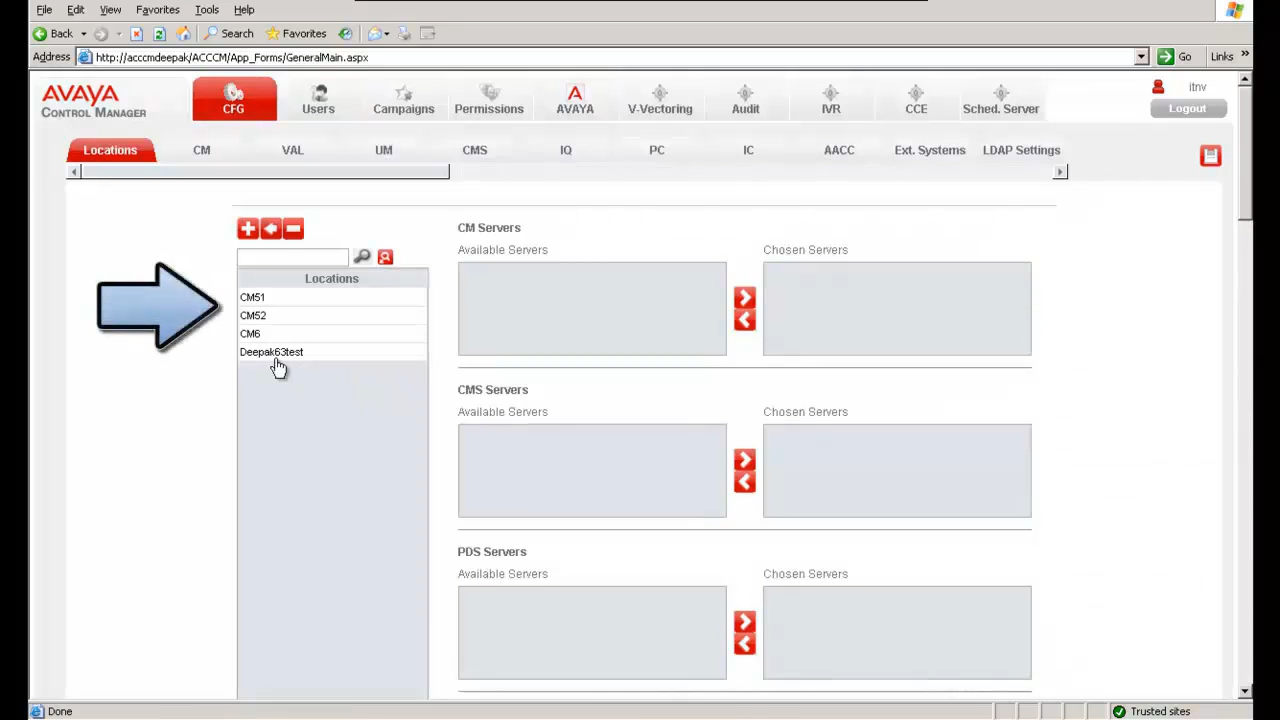 File Edit View Favorites Tools Help
Back Search Favorites
Address http://acccmdeepak/ACCCM/App_Forms/GeneralMain.aspx Go Links »
AVAYA
CONTROL MANAGER
CFG Users Campaigns Permissions AVAYA V-Vectoring Audit IVR CCE Sched. Server
itnv
Logout
Locations CM VAL UM CMS IQ PC IC AACC Ext. Systems LDAP Settings
Locations
CM51
CM52
CM6
Deepak63test
CM Servers
Available Servers Chosen Servers
CMS Servers
Available Servers Chosen Servers
PDS Servers
Available Servers Chosen Servers
Done Trusted sites